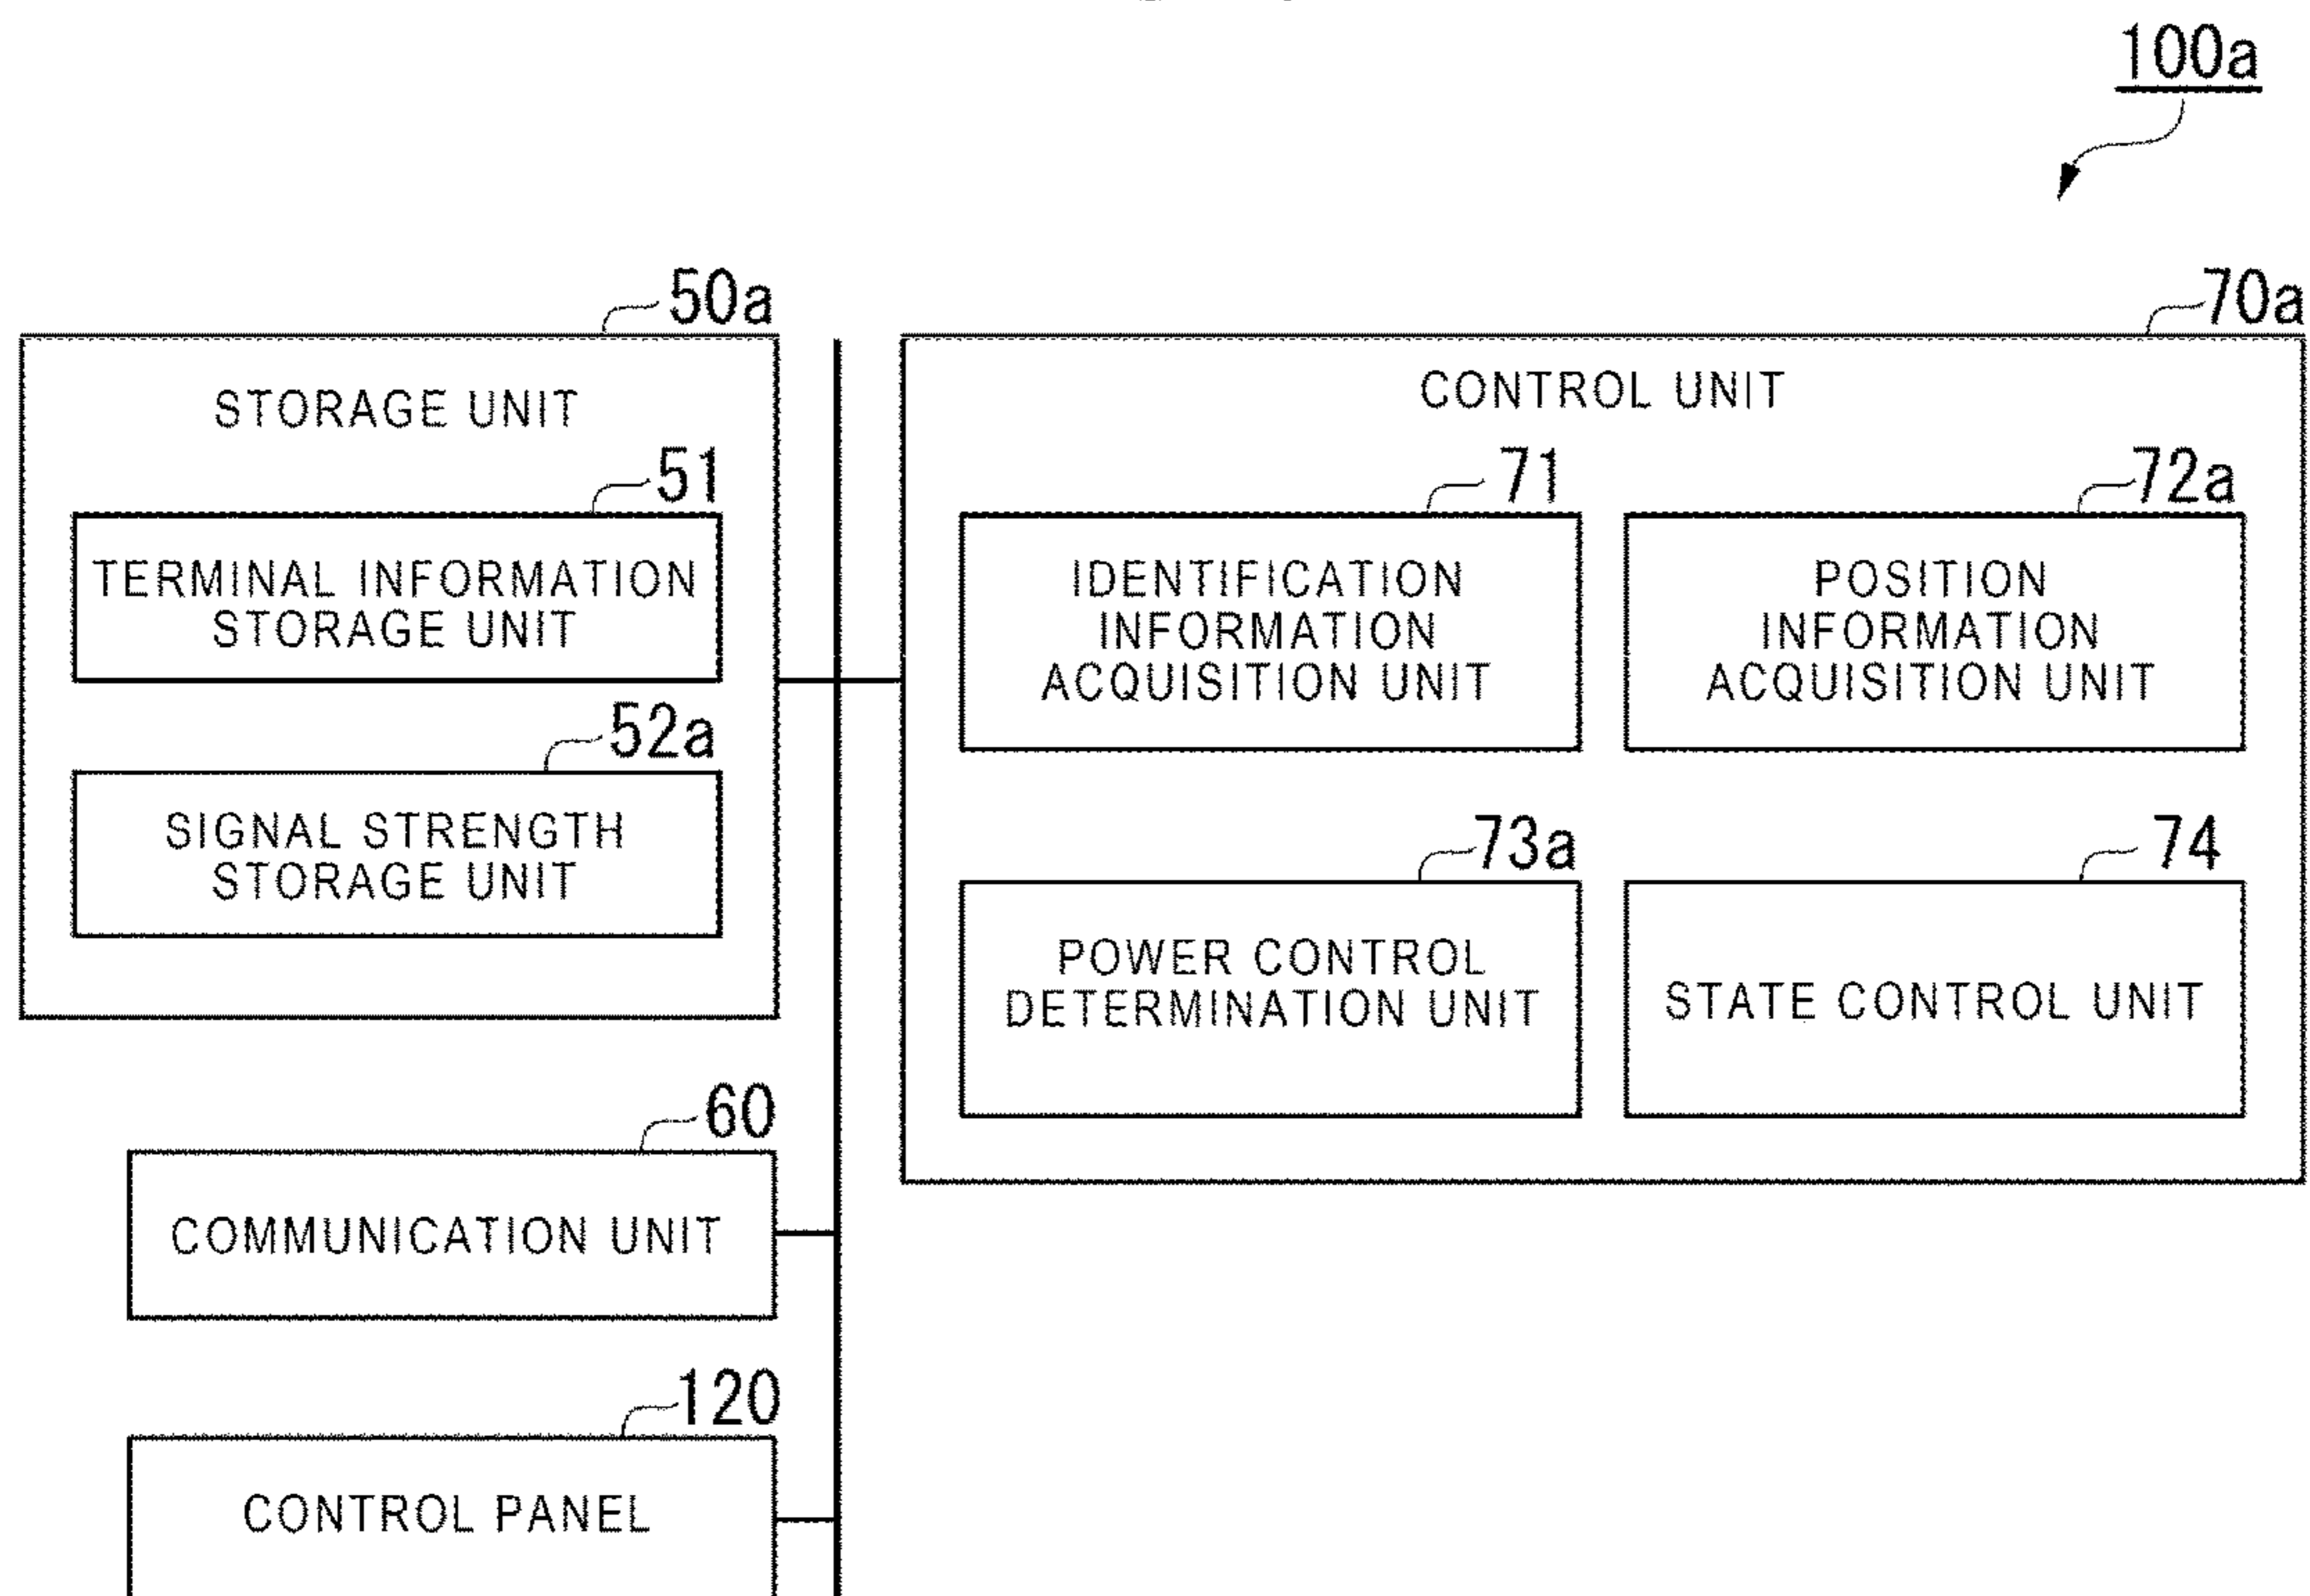 100a
50a
STORAGE UNIT
51
TERMINAL INFORMATION
STORAGE UNIT
52a
SIGNAL STRENGTH
STORAGE UNIT
70a
CONTROL UNIT
71
IDENTIFICATION
INFORMATION
ACQUISITION UNIT
72a
POSITION
INFORMATION
ACQUISITION UNIT
73a
POWER CONTROL
DETERMINATION UNIT
74
STATE CONTROL UNIT
60
COMMUNICATION UNIT
120
CONTROL PANEL